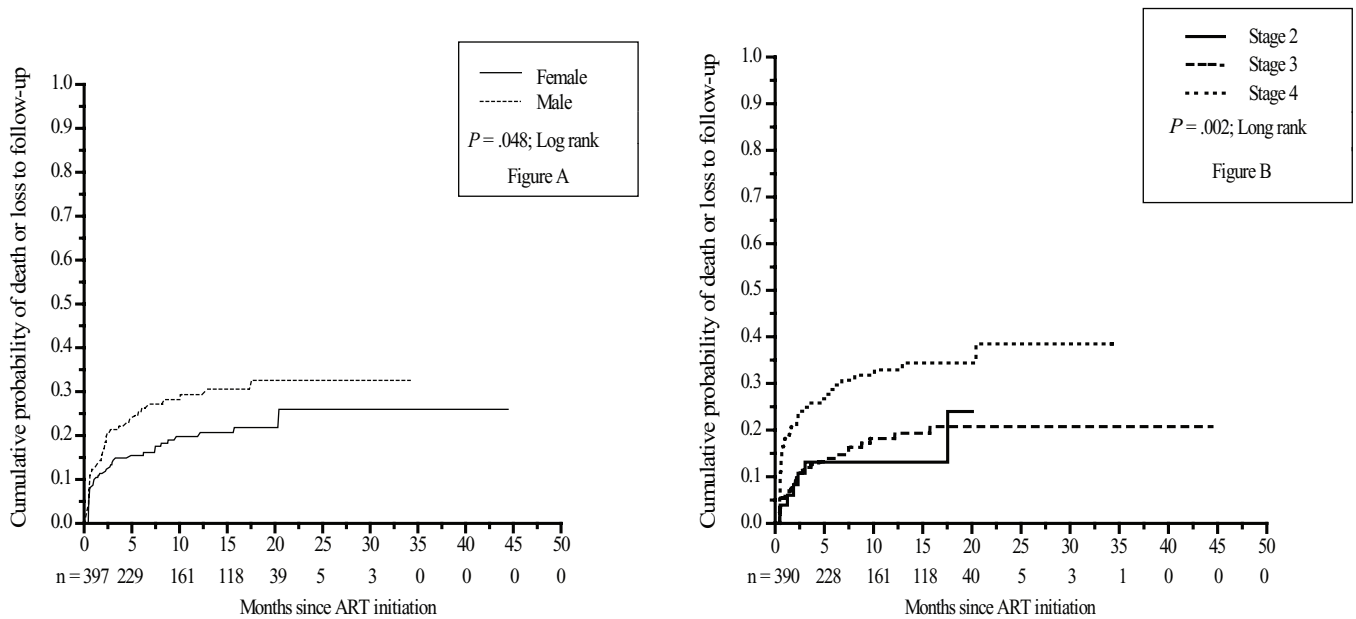 Female
Male
P = .048; Log rank
Figure A
Cumulative probability of death or loss to follow-up
1.0
0.9
0.8
0.7
0.6
0.5
0.4
0.3
0.2
0.1
0.0
0 5 10 15 20 25 30 35 40 45 50
n = 397 229 161 118 39 5 3 0 0 0 0
Months since ART initiation
Stage 2
Stage 3
Stage 4
P = .002; Long rank
Figure B
Cumulative probability of death or loss to follow-up
1.0
0.9
0.8
0.7
0.6
0.5
0.4
0.3
0.2
0.1
0.0
0 5 10 15 20 25 30 35 40 45 50
n = 390 228 161 118 40 5 3 1 0 0 0
Months since ART initiation